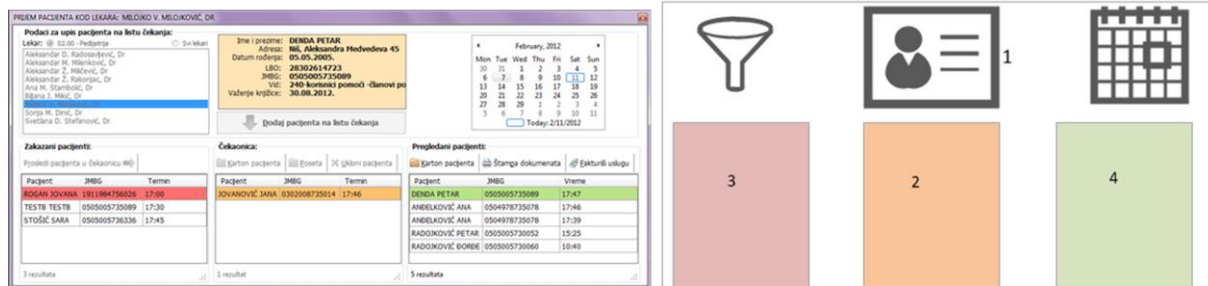 PRIJEM PACIJENTA KOD LEKARA: MILOJKO V. MILOJKOVIĆ, DR
Podaci za upis pacijenta na listu čekanja:
Lekar: 02.00 - Pedijatrija Svi lekari
Aleksandar D. Radosavljević, Dr
Aleksandar M. Milenković, Dr
Aleksandar Ž. Milićević, Dr
Aleksandar Ž. Rakonjac, Dr
Ana M. Stambolić, Dr
Biljana J. Mikić, Dr
Sonja M. Dinić, Dr
Svetlana D. Stefanović, Dr
Ime i prezime: DENDA PETAR
Adresa: Niš, Aleksandra Medvedeva 45
Datum rođenja: 05.05.2005.
LBO: 28302614723
JMBG: 0505005735089
Vid: 240-korisnici pomoći -članovi po
Važenje knjižice: 30.08.2012.
Dodaj pacijenta na listu čekanja
February, 2012
Mon Tue Wed Thu Fri Sat Sun
30 31 1 2 3 4 5
6 7 8 9 10 11 12
13 14 15 16 17 18 19
20 21 22 23 24 25 26
27 28 29 1 2 3 4
5 6 7 8 9 10 11
Today: 2/11/2012
Zakazani pacijenti:
Prosledi pacijenta u čekaonicu
Pacijent JMBG Termin
ROGAN JOVANA 1911984756026 17:00
TESTB TESTB 0505005735089 17:30
STOŠIĆ SARA 0505005736336 17:45
3 rezultata
Čekaonica:
Karton pacijenta Poseta Ukloni pacijenta
Pacijent JMBG Termin
JOVANOVIĆ JANA 0302008735014 17:46
1 rezultat
Pregledani pacijenti:
Karton pacijenta Štampa dokumenata Fakturiši uslugu
Pacijent JMBG Vreme
DENDA PETAR 0505005735089 17:47
ANĐELKOVIĆ ANA 0504978735078 17:46
ANĐELKOVIĆ ANA 0504978735078 17:39
RADOJKOVIĆ PETAR 0505005730052 15:25
RADOJKOVIĆ ĐORĐE 0505005730060 10:40
5 rezultata
1
3
2
4